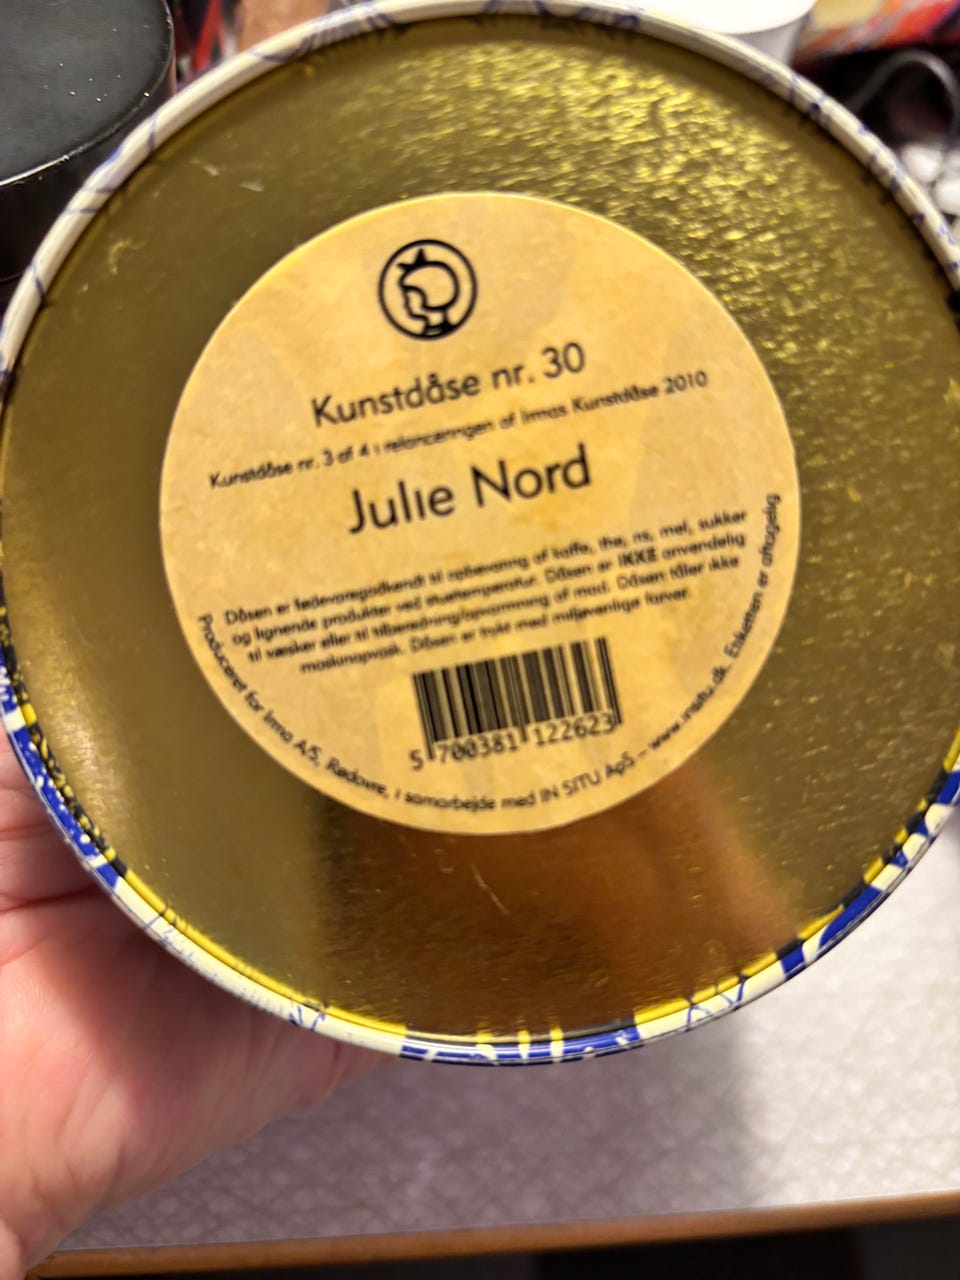 Kunstdåse nr. 30
Kunstdåse nr. 3 af 4 i relanceringen af Irmas Kunstdåse 2010
Julie Nord
Dåsen er fødevaregodkendt til opbevaring af kaffe, the, ris, mel, sukker
og lignende produkter ved stuetemperatur. Dåsen er IKKE anvendelig
til væsker eller til tilberedning/opvarmning af mad. Dåsen tåler ikke
maskinopvask. Dåsen er trykt med miljøvenlige farver.
5 700381 122623
Produceret for Irma A/S, Rødovre, i samarbejde med IN SITU ApS – www.insitu.dk. Etiketten er aftagelig